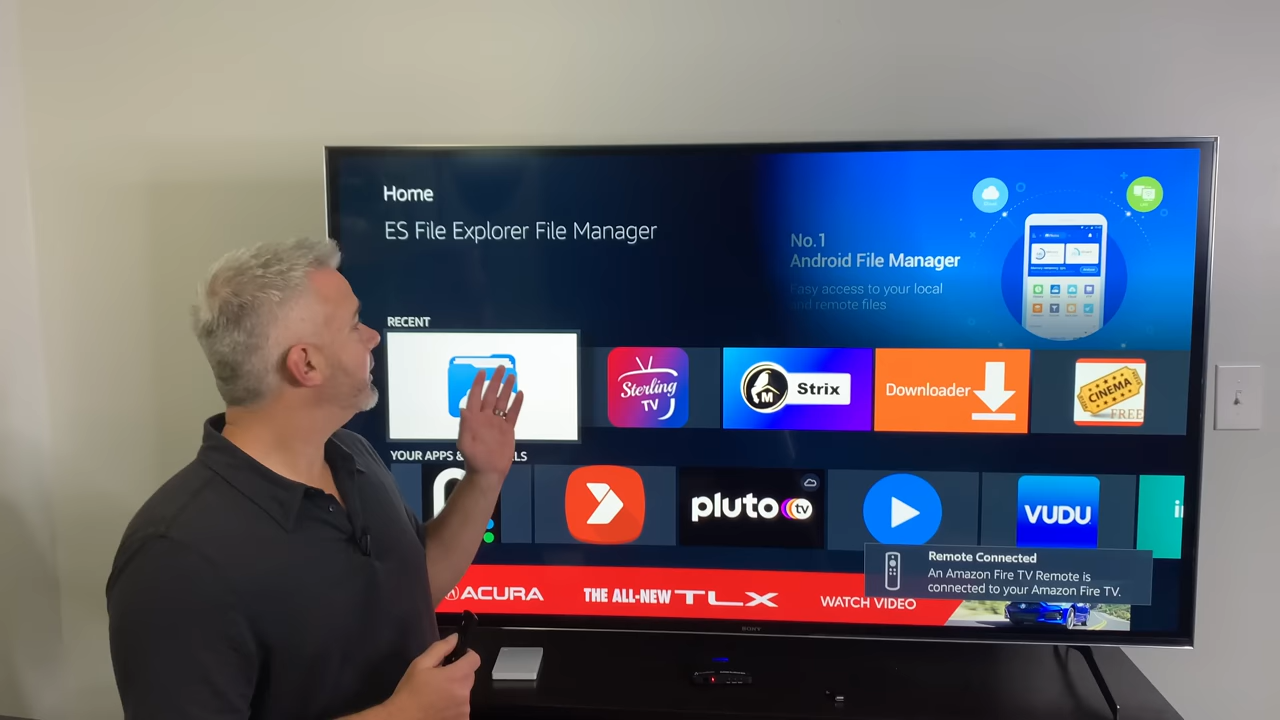 Home
ES File Explorer File Manager
No.1
Android File Manager
Easy access to your local
and remote files
RECENT
Sterling
TV
M
Strix
Downloader
CINEMA
FREE
YOUR APPS &
LS
pluto tv
VUDU
Remote Connected
An Amazon Fire TV Remote is
connected to your Amazon Fire TV.
ACURA
THE ALL-NEW TLX
WATCH VIDEO
SONY